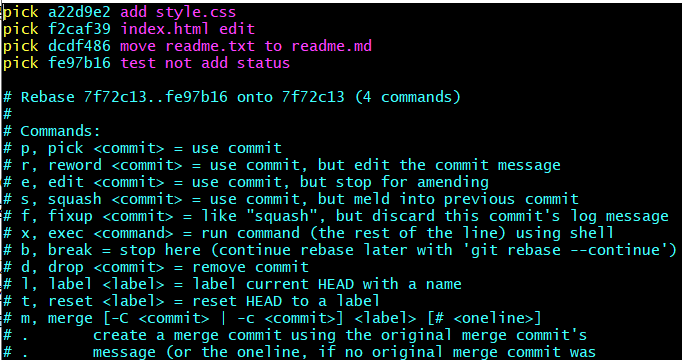 pick a22d9e2 add style.css
pick f2caf39 index.html edit
pick dcdf486 move readme.txt to readme.md
pick fe97b16 test not add status
# Rebase 7f72c13..fe97b16 onto 7f72c13 (4 commands)
#
# Commands:
# p, pick <commit> = use commit
# r, reword <commit> = use commit, but edit the commit message
# e, edit <commit> = use commit, but stop for amending
# s, squash <commit> = use commit, but meld into previous commit
# f, fixup <commit> = like "squash", but discard this commit's log message
# x, exec <command> = run command (the rest of the line) using shell
# b, break = stop here (continue rebase later with 'git rebase --continue')
# d, drop <commit> = remove commit
# l, label <label> = label current HEAD with a name
# t, reset <label> = reset HEAD to a label
# m, merge [-C <commit> | -c <commit>] <label> [# <oneline>]
# .       create a merge commit using the original merge commit's
# .       message (or the oneline, if no original merge commit was